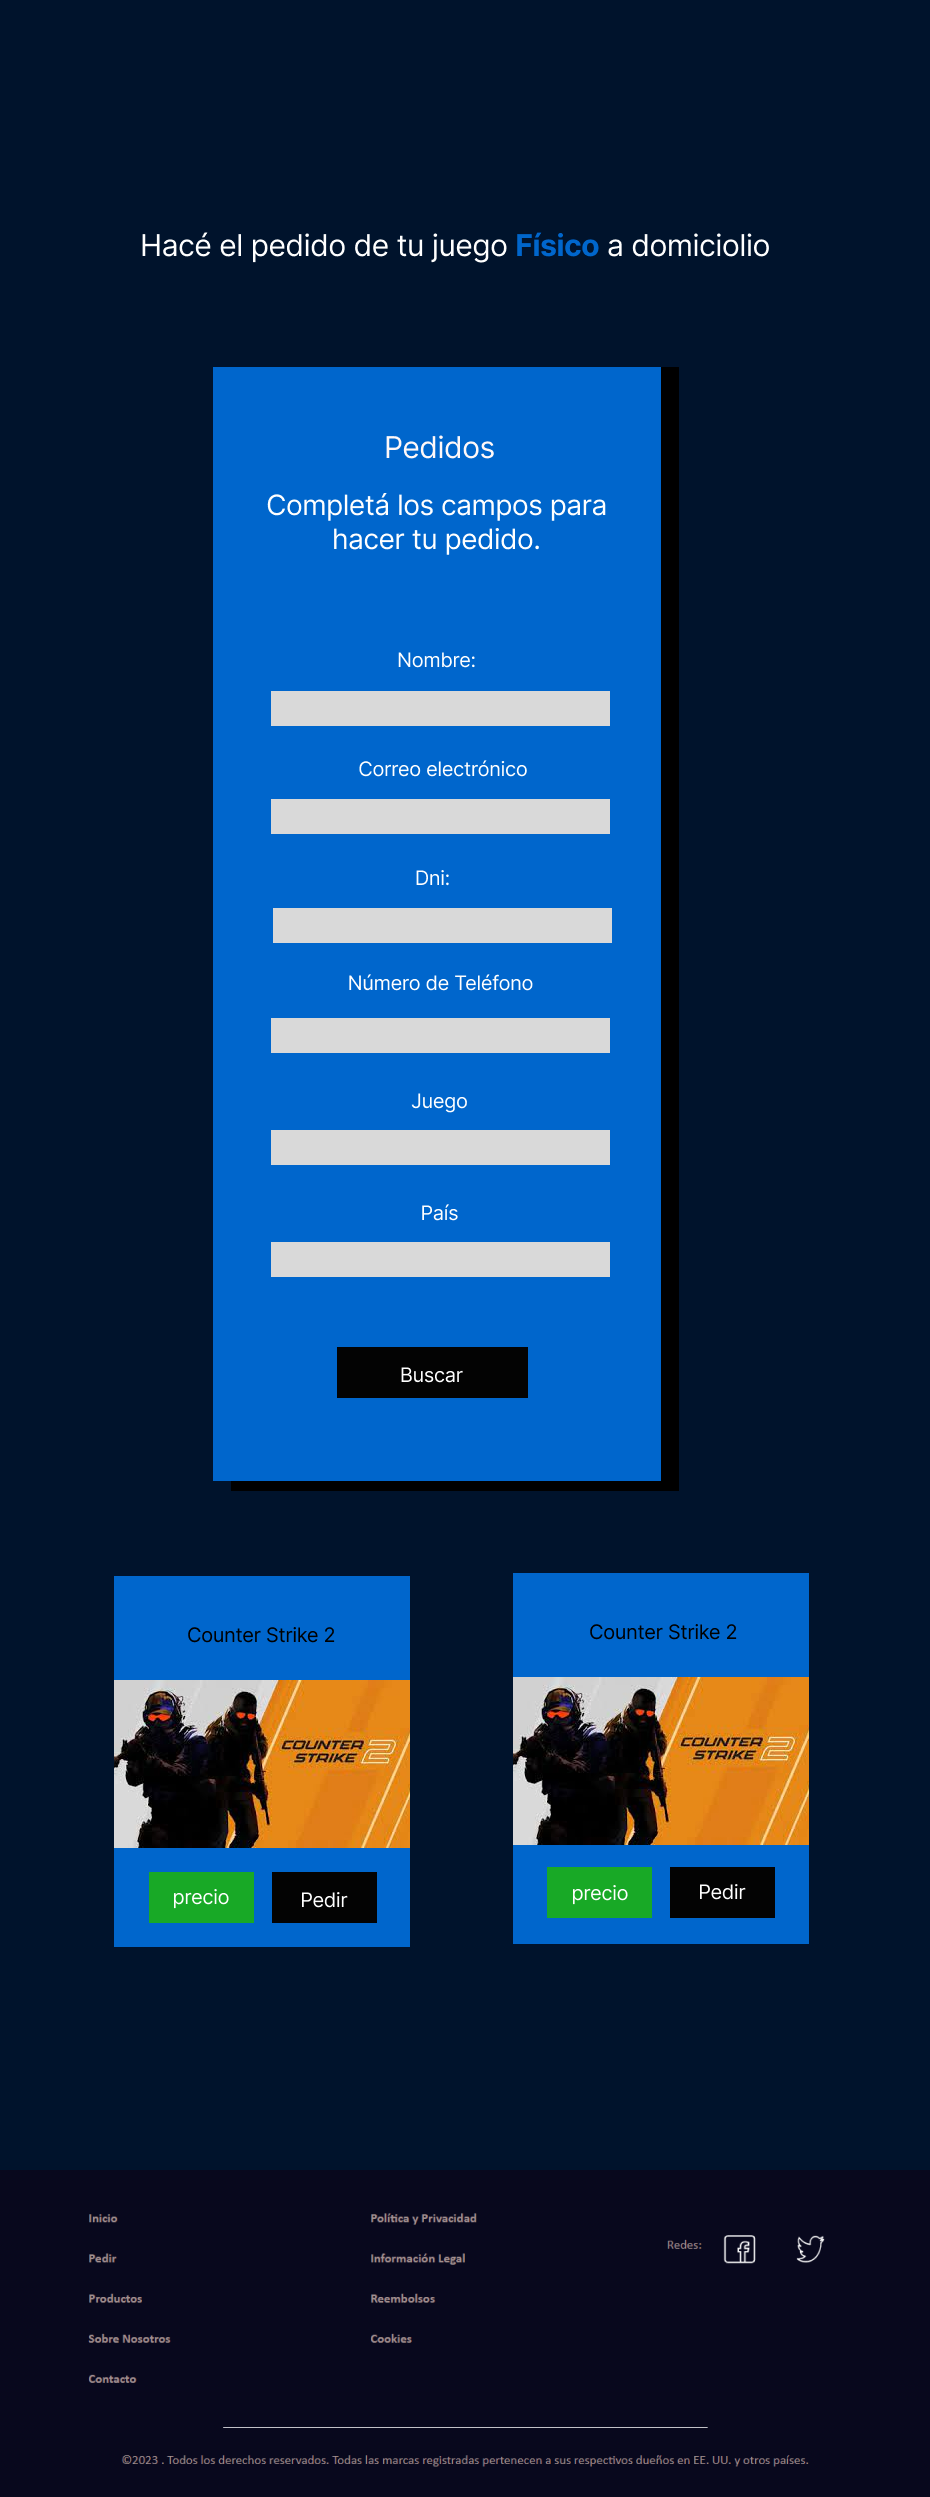 Hacé el pedido de tu juego Físico a domiciolio
Pedidos
Completá los campos para
hacer tu pedido.
Nombre:
Correo electrónico
Dni:
Número de Teléfono
Juego
País
Buscar
Counter Strike 2
COUNTER
STRIKE 2
precio
Pedir
Counter Strike 2
COUNTER
STRIKE 2
precio
Pedir
Inicio
Pedir
Productos
Sobre Nosotros
Contacto
Política y Privacidad
Información Legal
Reembolsos
Cookies
Redes:
©2023 . Todos los derechos reservados. Todas las marcas registradas pertenecen a sus respectivos dueños en EE. UU. y otros países.